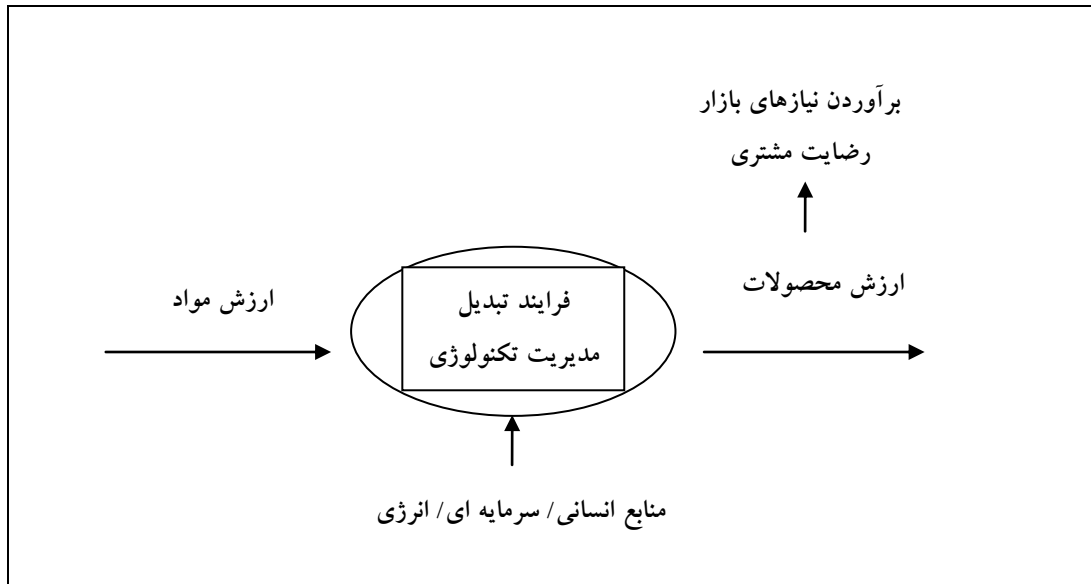 برآوردن نیازهای بازار
رضایت مشتری
ارزش محصولات
ارزش مواد
فرایند تبدیل
مدیریت تکنولوژی
منابع انسانی/ سرمایه ای/ انرژی